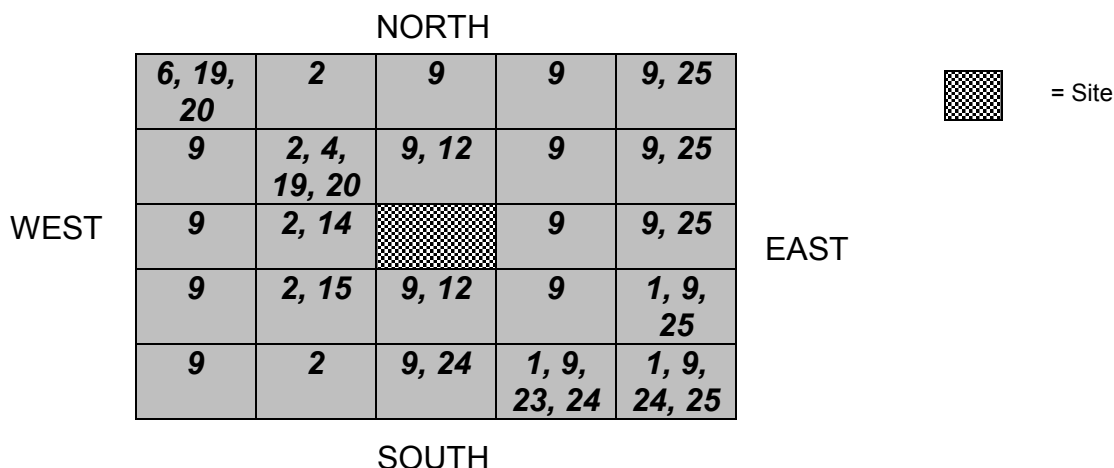 NORTH
6, 19, 2 9 9 9, 25
20
= Site
9 2, 4, 9, 12 9 9, 25
19, 20
WEST 9 2, 14 9 9, 25
EAST
9 2, 15 9, 12 9 1, 9,
25
9 2 9, 24 1, 9, 1, 9,
23, 24 24, 25
SOUTH